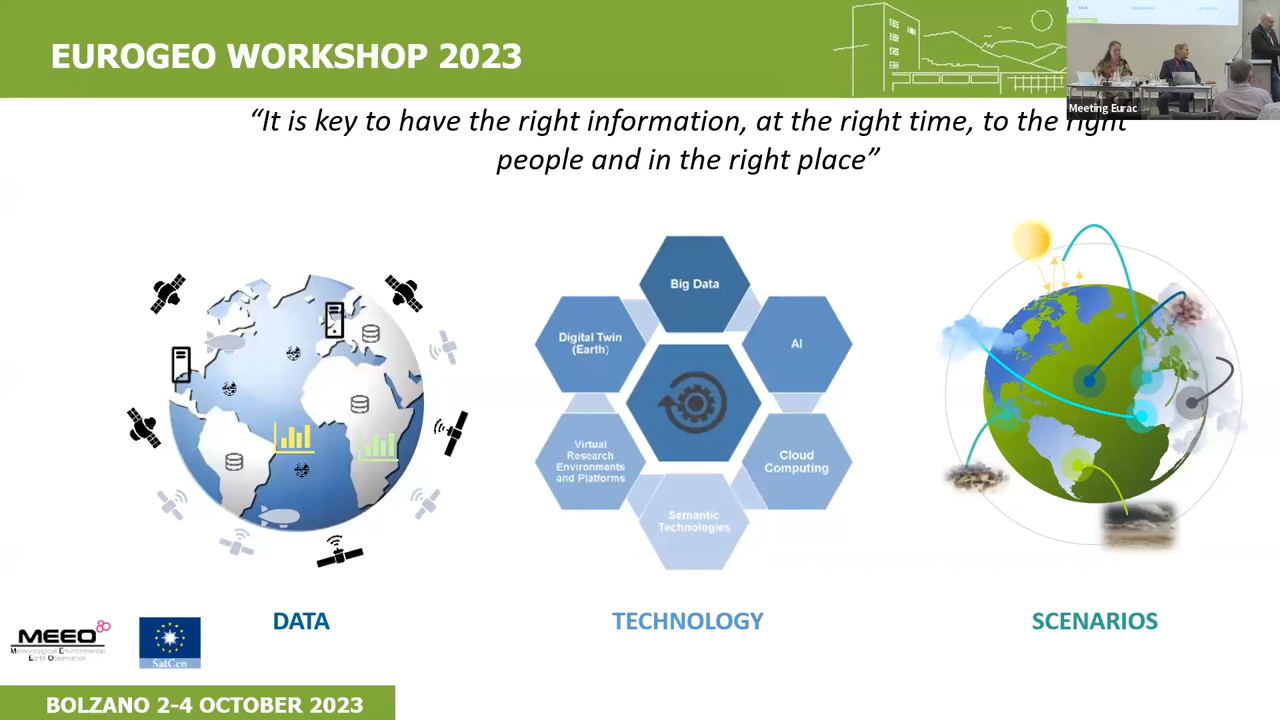 EUROGEO WORKSHOP 2023
Meeting Eurac
“It is key to have the right information, at the right time, to the right
people and in the right place”
Big Data
Digital Twin
(Earth)
AI
Virtual
Research
Environments
and Platforms
Cloud
Computing
Semantic
Technologies
DATA
TECHNOLOGY
SCENARIOS
MEEO
Meteorological Environmental
Earth Observation
SatCen
BOLZANO 2-4 OCTOBER 2023